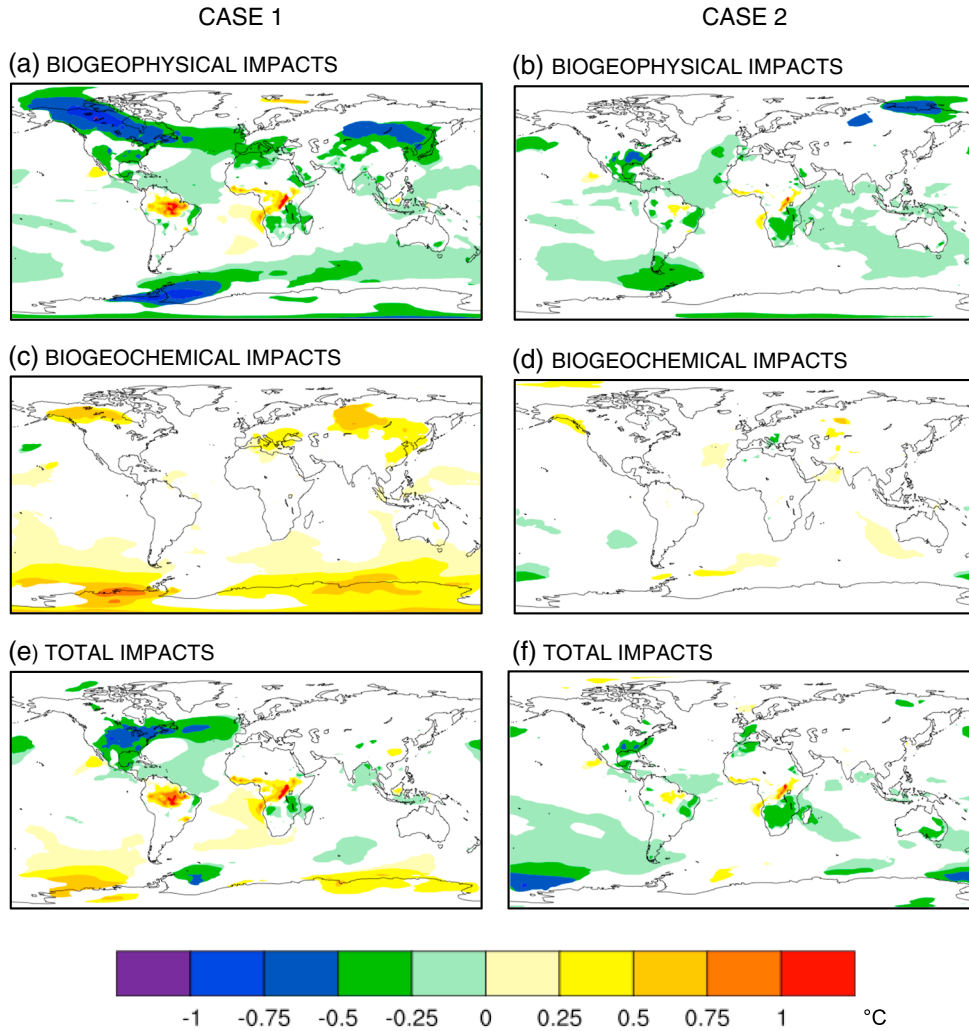 CASE 1
CASE 2
(a) BIOGEOPHYSICAL IMPACTS
(b) BIOGEOPHYSICAL IMPACTS
(c) BIOGEOCHEMICAL IMPACTS
(d) BIOGEOCHEMICAL IMPACTS
(e) TOTAL IMPACTS
(f) TOTAL IMPACTS
-1 -0.75 -0.5 -0.25 0 0.25 0.5 0.75 1 °C